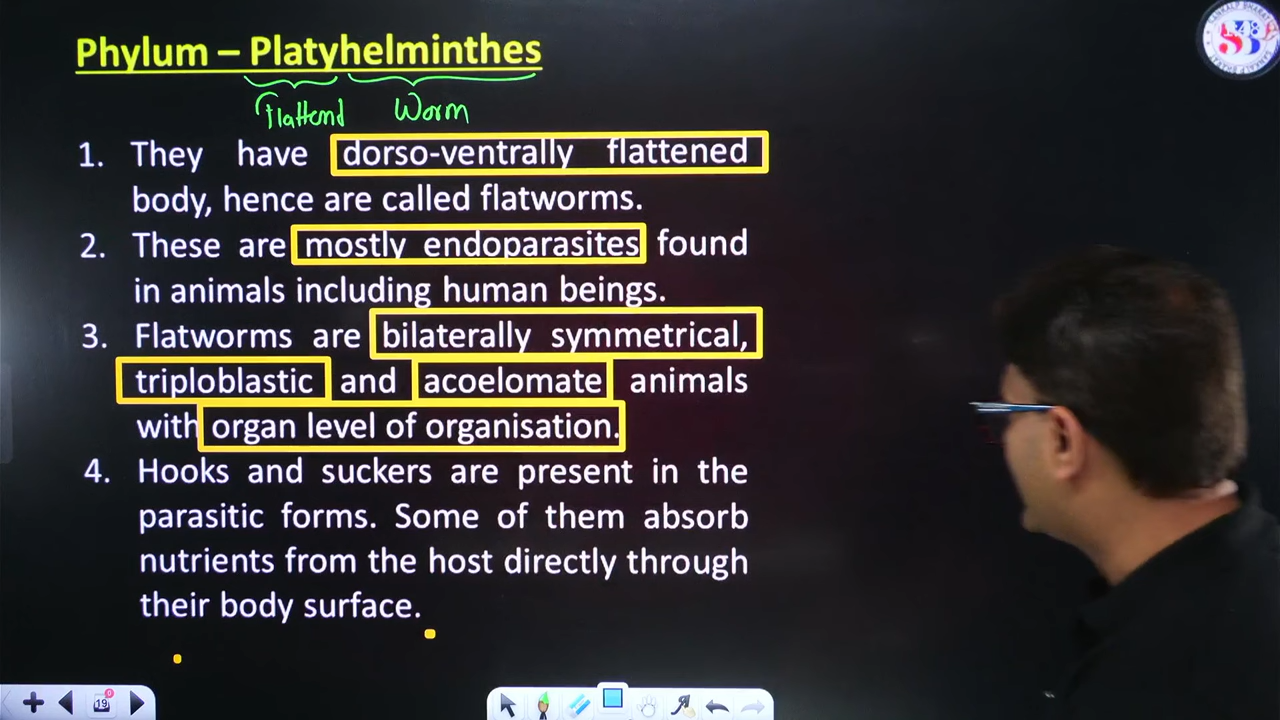 Phylum – Platyhelminthes
Flattend Worm
1. They have dorso-ventrally flattened
body, hence are called flatworms.
2. These are mostly endoparasites found
in animals including human beings.
3. Flatworms are bilaterally symmetrical,
triploblastic and acoelomate animals
with organ level of organisation.
4. Hooks and suckers are present in the
parasitic forms. Some of them absorb
nutrients from the host directly through
their body surface.
19